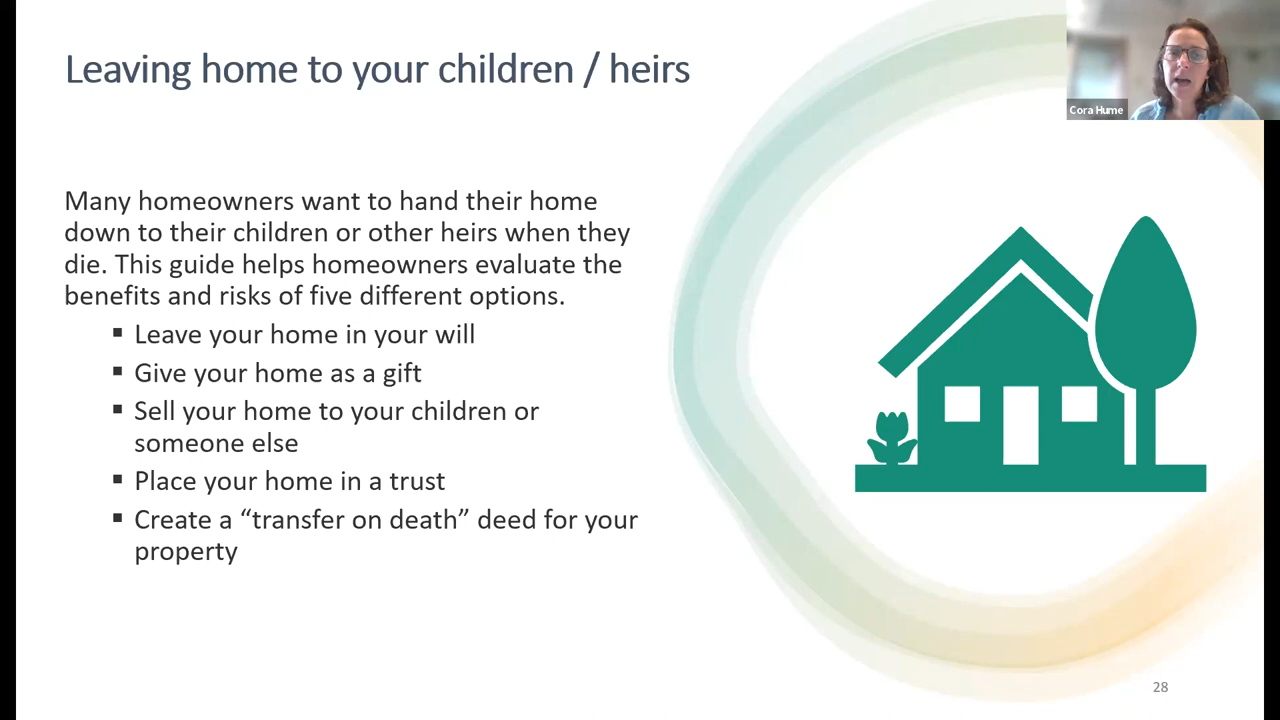 Leaving home to your children / heirs
Cora Hume
Many homeowners want to hand their home
down to their children or other heirs when they
die. This guide helps homeowners evaluate the
benefits and risks of five different options.
▪ Leave your home in your will
▪ Give your home as a gift
▪ Sell your home to your children or
someone else
▪ Place your home in a trust
▪ Create a “transfer on death” deed for your
property
28